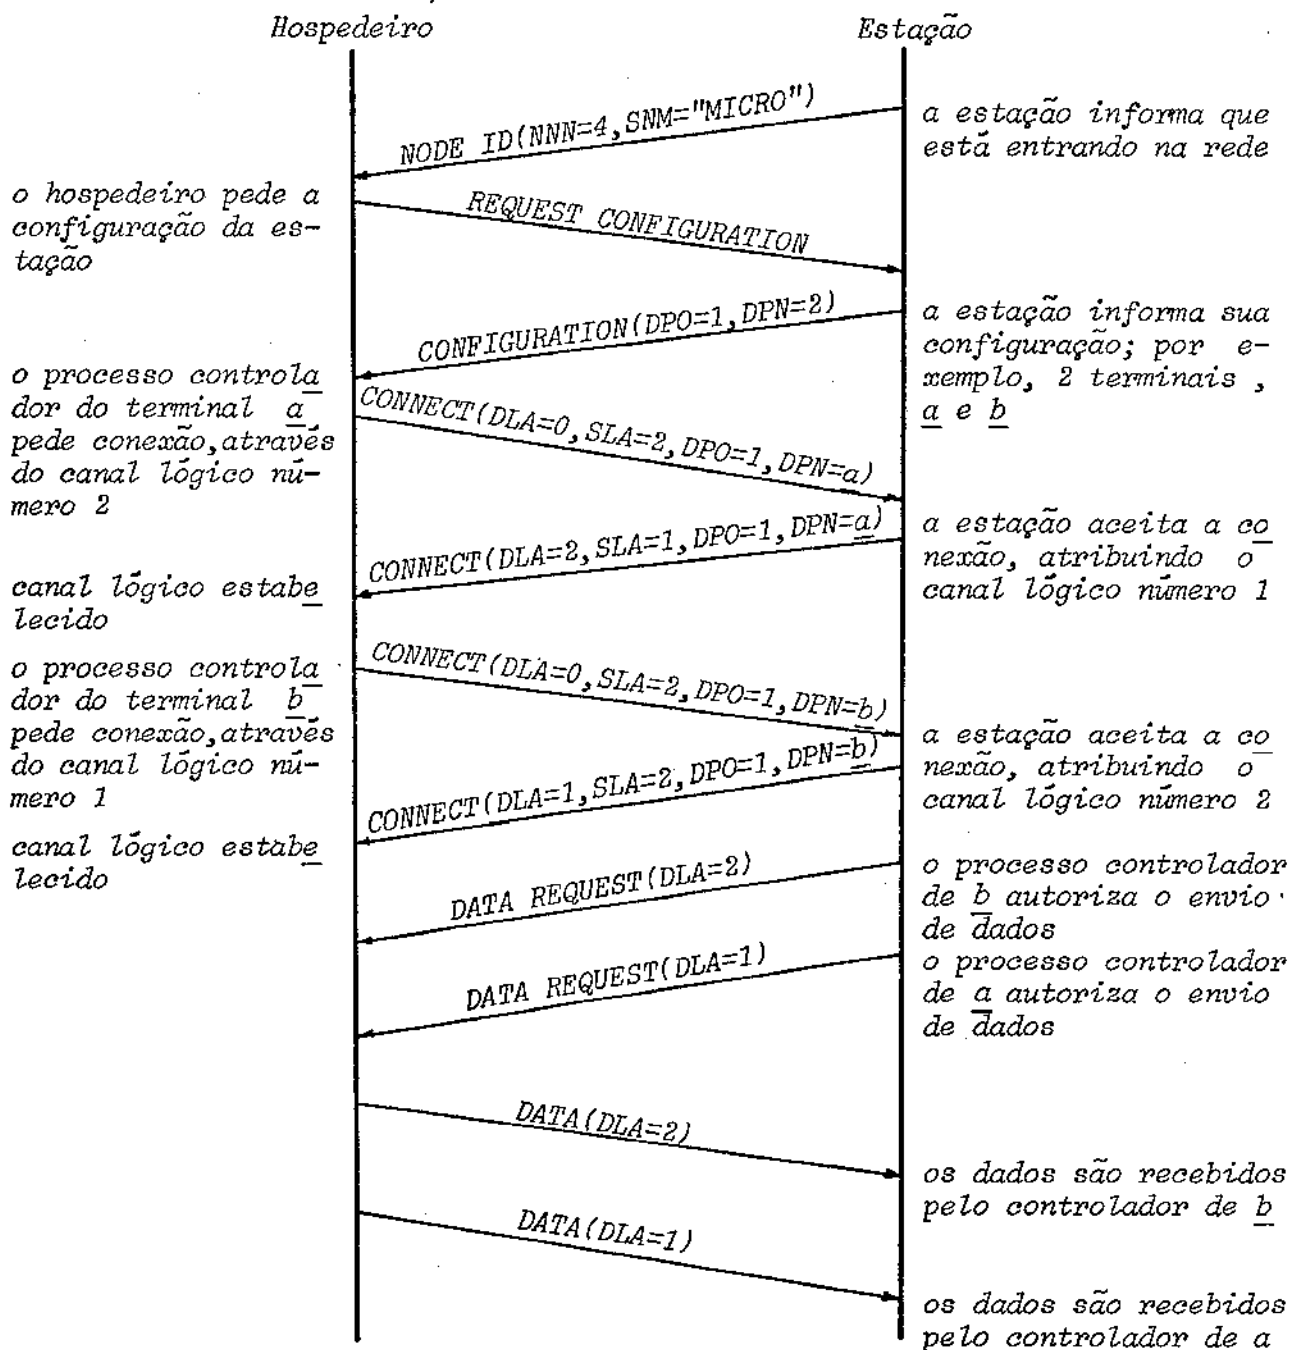 Hospedeiro
Estação
NODE ID(NNN=4,SNM="MICRO")
a estação informa que
está entrando na rede
o hospedeiro pede a
configuração da es-
tação
REQUEST CONFIGURATION
CONFIGURATION(DPO=1,DPN=2)
a estação informa sua
configuração; por e-
xemplo, 2 terminais ,
a e b
o processo controla
dor do terminal a
pede conexão,através
do canal lógico nú-
mero 2
CONNECT(DLA=0,SLA=2,DPO=1,DPN=a)
CONNECT(DLA=2,SLA=1,DPO=1,DPN=a)
a estação aceita a co
nexão, atribuindo o
canal lógico número 1
canal lógico estabe
lecido
o processo controla
dor do terminal b
pede conexão,através
do canal lógico nú-
mero 1
CONNECT(DLA=0,SLA=2,DPO=1,DPN=b)
CONNECT(DLA=1,SLA=2,DPO=1,DPN=b)
a estação aceita a co
nexão, atribuindo o
canal lógico número 2
canal lógico estabe
lecido
DATA REQUEST(DLA=2)
o processo controlador
de b autoriza o envio
de dados
DATA REQUEST(DLA=1)
o processo controlador
de a autoriza o envio
de dados
DATA(DLA=2)
os dados são recebidos
pelo controlador de b
DATA(DLA=1)
os dados são recebidos
pelo controlador de a